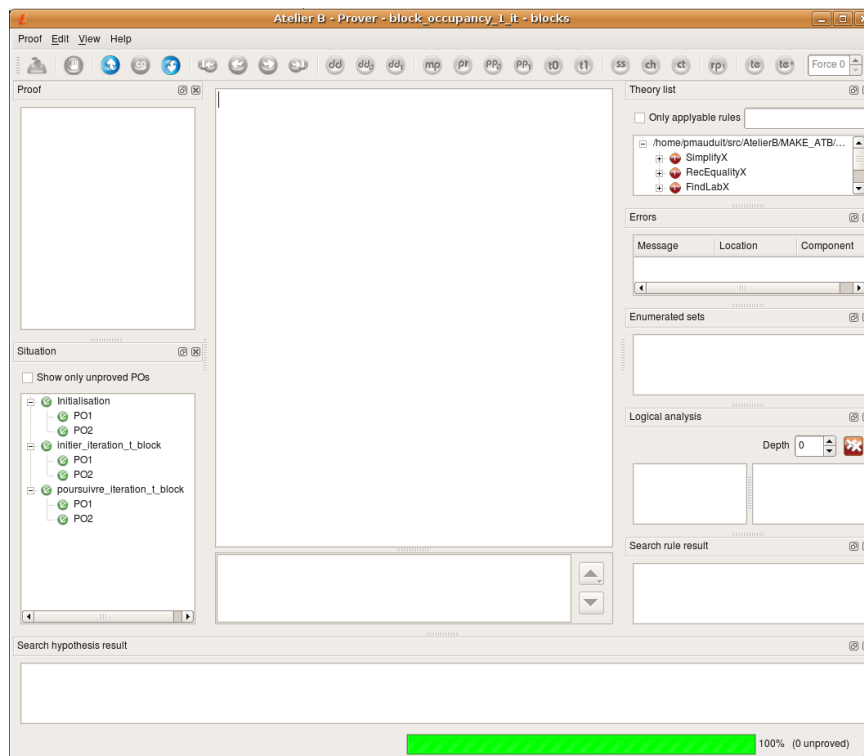 Atelier B - Prover - block_occupancy_1_it - blocks
Proof Edit View Help
dd dd0 dd1 mp pr PP0 PP1 t0 t1 ss ch ct rp1 te te+ Force 0
Proof
Theory list
Only applyable rules
/home/pmauduit/src/AtelierB/MAKE_ATB/...
SimplifyX
RecEqualityX
FindLabX
Errors
Message Location Component
Enumerated sets
Situation
Show only unproved POs
Initialisation
PO1
PO2
initier_iteration_t_block
PO1
PO2
poursuivre_iteration_t_block
PO1
PO2
Logical analysis
Depth 0
Search rule result
Search hypothesis result
100% (0 unproved)